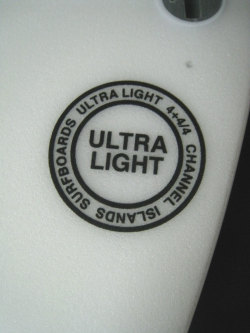 ULTRA LIGHT 4+4/4
CHANNEL ISLANDS SURFBOARDS
ULTRA
LIGHT